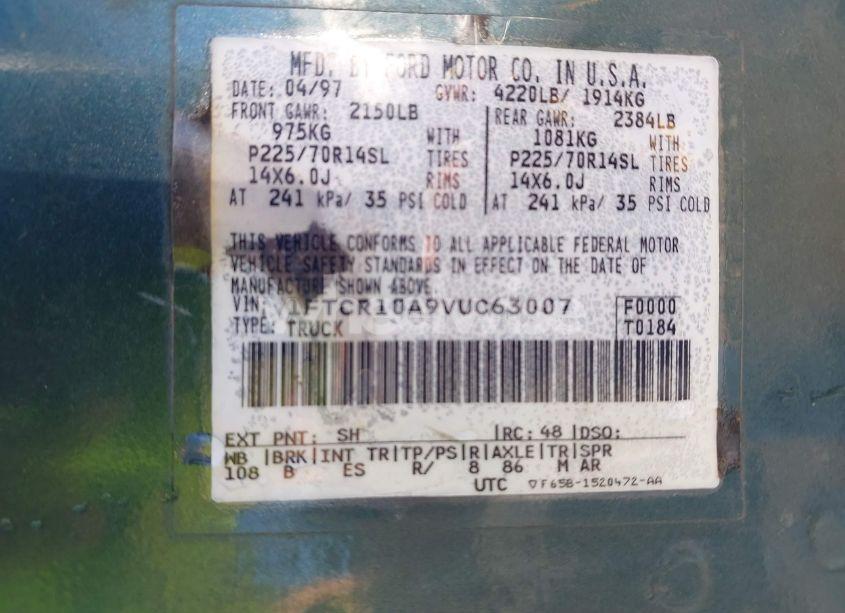 MFD. BY FORD MOTOR CO. IN U.S.A.
DATE: 04/97 GVWR: 4220LB/ 1914KG
FRONT GAWR: 2150LB REAR GAWR: 2384LB
975KG WITH 1081KG WITH
P225/70R14SL TIRES P225/70R14SL TIRES
14X6.0J RIMS 14X6.0J RIMS
AT 241 kPa/ 35 PSI COLD AT 241 kPa/ 35 PSI COLD
THIS VEHICLE CONFORMS TO ALL APPLICABLE FEDERAL MOTOR
VEHICLE SAFETY STANDARDS IN EFFECT ON THE DATE OF
MANUFACTURE SHOWN ABOVE.
VIN: 1FTCR10A9VUC63007 F0000
TYPE: TRUCK T0184
EXT PNT: SH RC: 48 DSO:
WB BRK INT TR TP/PS R AXLE TR SPR
108 B ES R/ 8 86 M AR
UTC F65B-1520472-AA